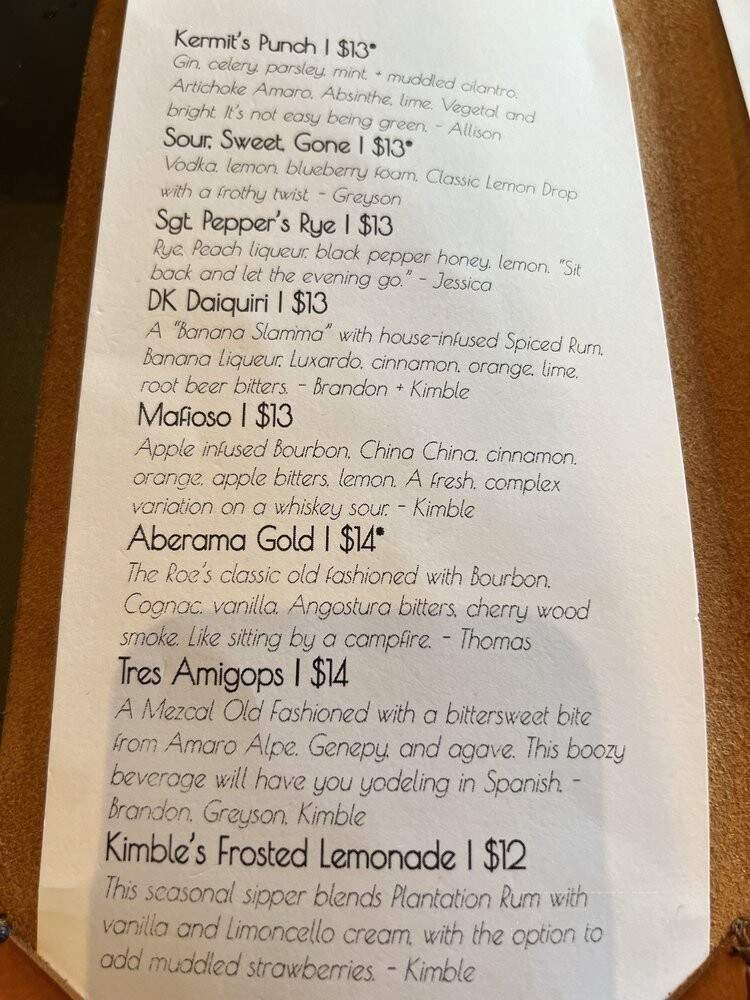 Kermit's Punch | $13*
Gin, celery, parsley, mint, + muddled cilantro,
Artichoke Amaro, Absinthe, lime. Vegetal and
bright. It's not easy being green. - Allison
Sour, Sweet, Gone | $13*
Vodka, lemon, blueberry foam. Classic Lemon Drop
with a frothy twist. - Greyson
Sgt. Pepper's Rye | $13
Rye, Peach liqueur, black pepper honey, lemon. "Sit
back and let the evening go." - Jessica
DK Daiquiri | $13
A "Banana Slamma" with house-infused Spiced Rum,
Banana Liqueur, Luxardo, cinnamon, orange, lime,
root beer bitters. - Brandon + Kimble
Mafioso | $13
Apple infused Bourbon, China China, cinnamon,
orange, apple bitters, lemon. A fresh, complex
variation on a whiskey sour. - Kimble
Aberama Gold | $14*
The Roe's classic old fashioned with Bourbon,
Cognac, vanilla, Angostura bitters, cherry wood
smoke. Like sitting by a campfire. - Thomas
Tres Amigops | $14
A Mezcal Old Fashioned with a bittersweet bite
from Amaro Alpe, Genepy, and agave. This boozy
beverage will have you yodeling in Spanish. -
Brandon, Greyson, Kimble
Kimble's Frosted Lemonade | $12
This seasonal sipper blends Plantation Rum with
vanilla and Limoncello cream, with the option to
add muddled strawberries. - Kimble